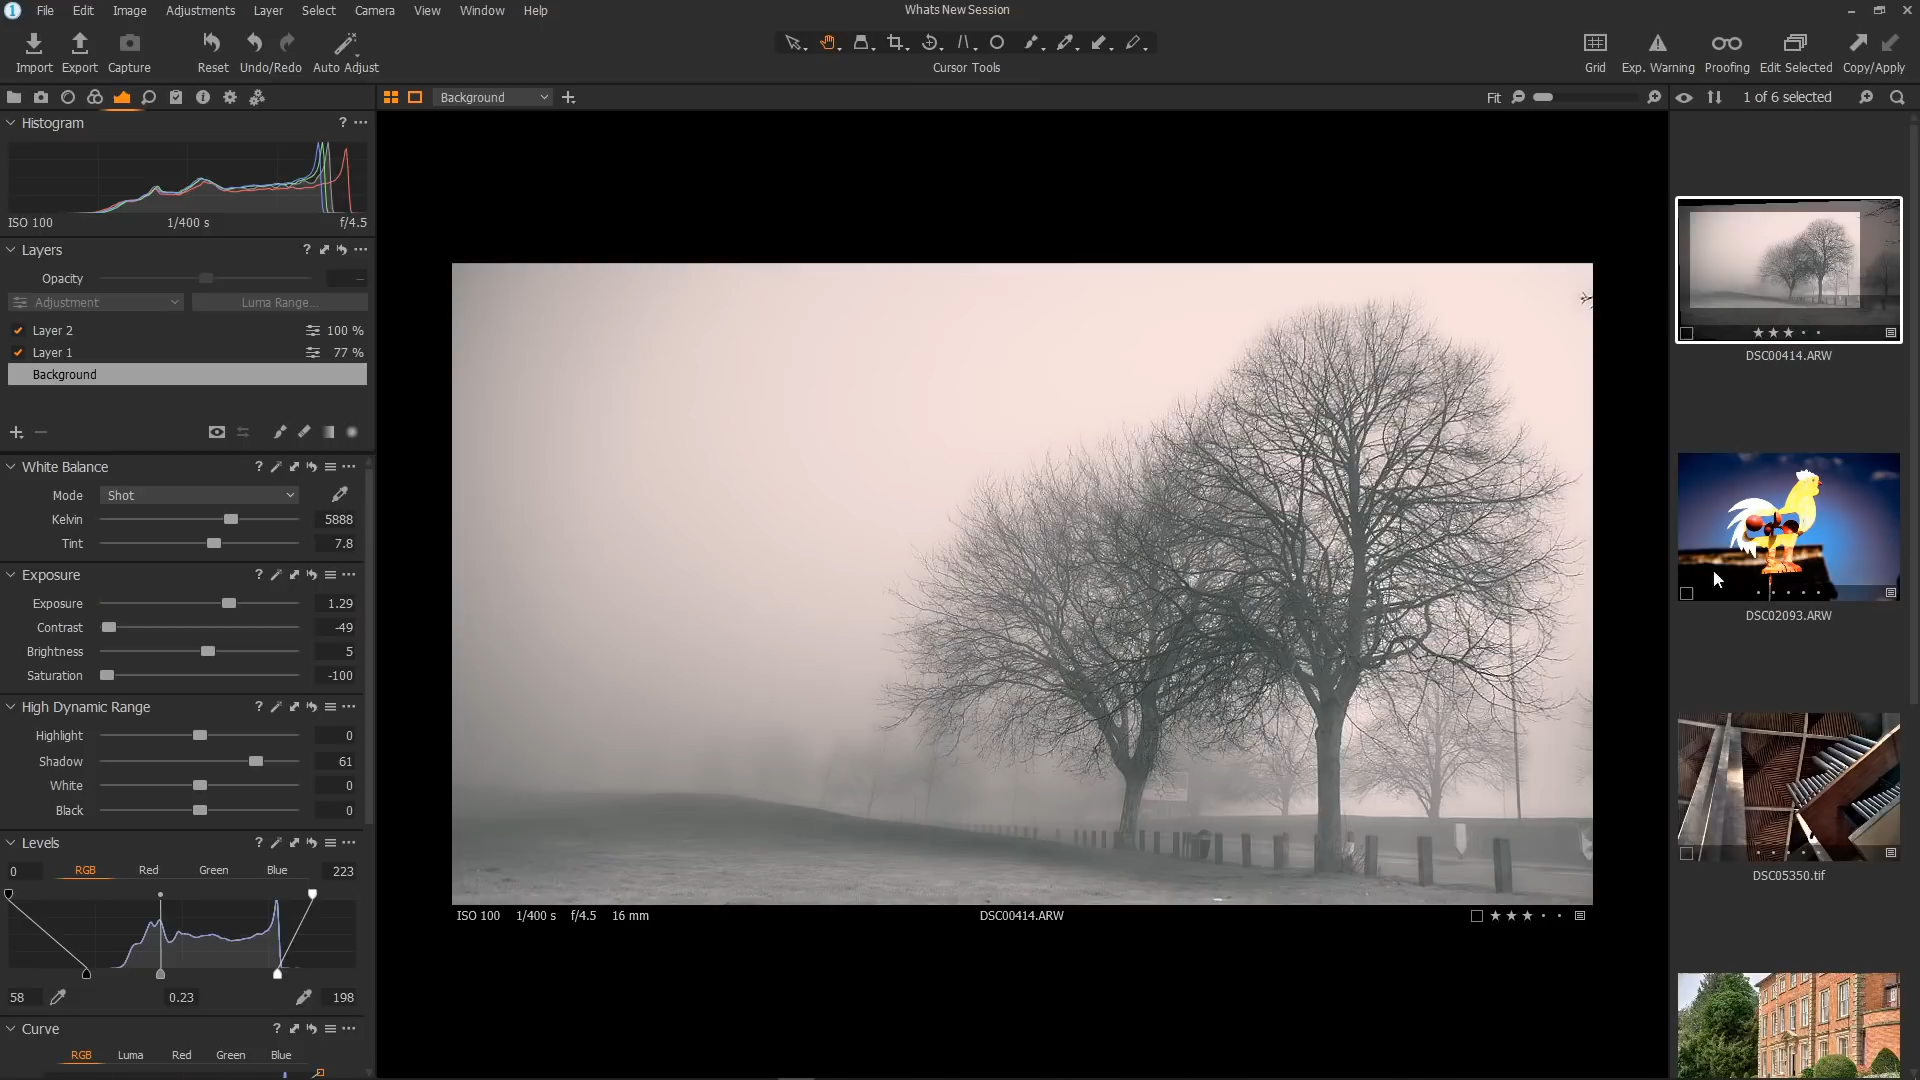 File Edit Image Adjustments Layer Select Camera View Window Help
Whats New Session
Import Export Capture Reset Undo/Redo Auto Adjust
Cursor Tools
Grid Exp. Warning Proofing Edit Selected Copy/Apply
Background
Fit
1 of 6 selected
Histogram ?
ISO 100 1/400 s f/4.5
Layers ?
Opacity
Adjustment Luma Range...
Layer 2 100 %
Layer 1 77 %
Background
White Balance ?
Mode Shot
Kelvin 5888
Tint 7.8
Exposure ?
Exposure 1.29
Contrast -49
Brightness 5
Saturation -100
High Dynamic Range ?
Highlight 0
Shadow 61
White 0
Black 0
Levels ?
0 RGB Red Green Blue 223
58 0.23 198
Curve ?
RGB Luma Red Green Blue
ISO 100 1/400 s f/4.5 16 mm
DSC00414.ARW
DSC00414.ARW
DSC02093.ARW
DSC05350.tif